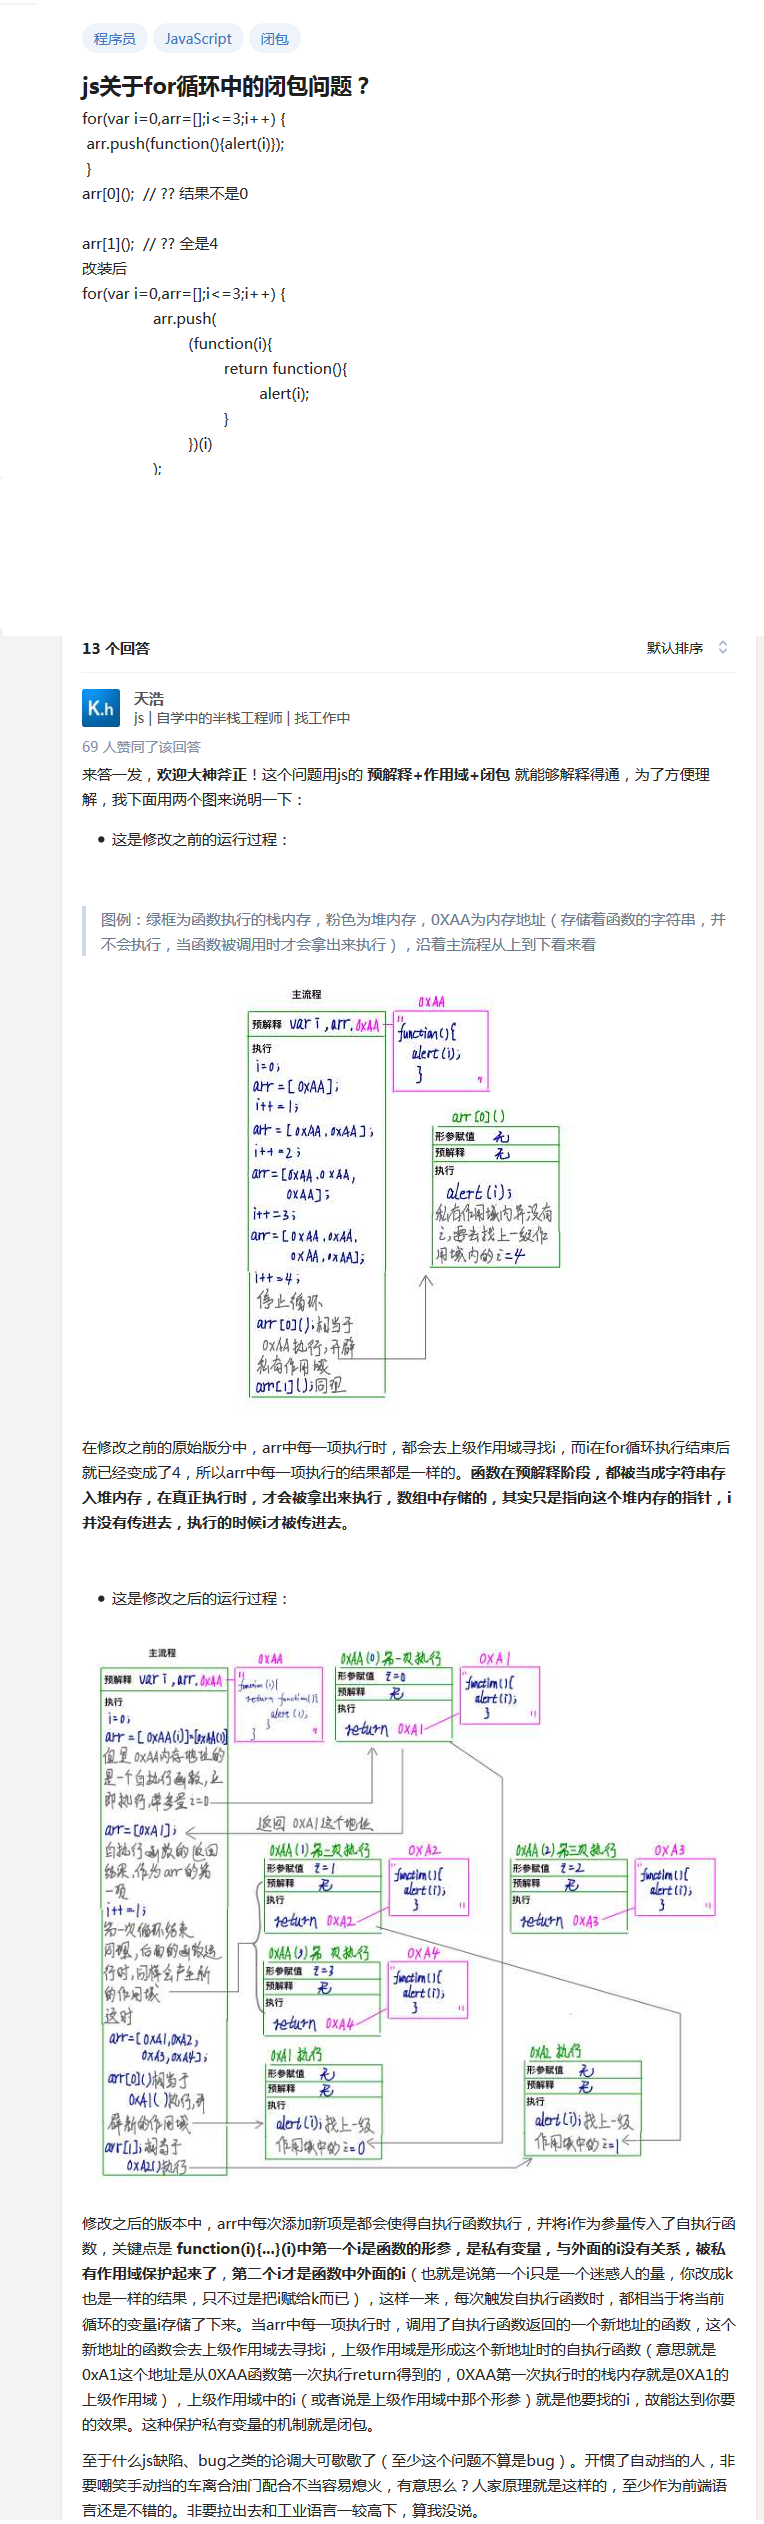 程序员 JavaScript 闭包
js关于for循环中的闭包问题？
for(var i=0,arr=[];i<=3;i++) {
arr.push(function(){alert(i)});
}
arr[0](); // ?? 结果不是0
arr[1](); // ?? 全是4
改装后
for(var i=0,arr=[];i<=3;i++) {
arr.push(
(function(i){
return function(){
alert(i);
}
})(i)
);
13 个回答
默认排序
K.h
天浩
js | 自学中的半栈工程师 | 找工作中
69 人赞同了该回答
来答一发，欢迎大神斧正！这个问题用js的 预解释+作用域+闭包 就能够解释得通，为了方便理
解，我下面用两个图来说明一下：
这是修改之前的运行过程：
图例：绿框为函数执行的栈内存，粉色为堆内存，0XAA为内存地址（存储着函数的字符串，并
不会执行，当函数被调用时才会拿出来执行），沿着主流程从上到下看来看
主流程
预解释 var i, arr. 0xAA
执行
i=0;
arr = [ 0xAA];
i++ = 1;
arr = [0xAA.0xAA];
i++ = 2;
arr=[0xAA.0xAA,
0xAA];
i++ = 3;
arr=[0xAA.0xAA.
0xAA.0xAA];
i++ = 4;
停止循环、
arr[0]();相当于
0xAA执行,开辟
私有作用域
arr[1]();同理
0xAA
"function(){
alert(i);
}"
arr[0]()
形参赋值 无
预解释 无
执行
alert(i);
私有作用域内并没有
i,要去找上一级作
用域内的i=4
在修改之前的原始版分中，arr中每一项执行时，都会去上级作用域寻找i，而i在for循环执行结束后
就已经变成了4，所以arr中每一项执行的结果都是一样的。函数在预解释阶段，都被当成字符串存
入堆内存，在真正执行时，才会被拿出来执行，数组中存储的，其实只是指向这个堆内存的指针，i
并没有传进去，执行的时候i才被传进去。
这是修改之后的运行过程：
主流程
预解释 var i, arr. 0xAA
执行
i=0;
arr = [ 0xAA(i)]=[0xAA(0)]
但是0xAA内存地址的
是一个自执行函数,立
即执行,带参是i=0
arr=[0xA1];
自执行函数的返回
结果,作为arr的第
一项
i++ = 1;
第一次循环结束
同理,后面的函数运
行时,同样会产生新
的作用域
这时
arr=[0xA1,0xA2,
0xA3,0xA4];
arr[0]()相当于
0xA1()执行,开
辟新的作用域
arr[1];相当于
0xA2()执行
0xAA
"function(i){
return function(){
alert(i);
}
}"
0xAA(0)第一次执行
形参赋值 i=0
预解释 无
执行
return 0xA1
0xA1
"function(){
alert(i);
}"
返回 0xA1这个地址
0xAA(1)第二次执行
形参赋值 i=1
预解释 无
执行
return 0xA2
0xA2
"function(){
alert(i);
}"
0xAA(2)第三次执行
形参赋值 i=2
预解释 无
执行
return 0xA3
0xA3
"function(){
alert(i);
}"
0xAA(3)第 次执行
形参赋值 i=3
预解释 无
执行
return 0xA4
0xA4
"function(){
alert(i);
}"
0xA1 执行
形参赋值 无
预解释 无
执行
alert(i);找上一级
作用域中的i=0
0xA2 执行
形参赋值 无
预解释 无
执行
alert(i);找上一级
作用域中的i=1
修改之后的版本中，arr中每次添加新项是都会使得自执行函数执行，并将i作为参量传入了自执行函
数，关键点是 function(i){...}(i)中第一个i是函数的形参，是私有变量，与外面的i没有关系，被私
有作用域保护起来了，第二个i才是函数中外面的i（也就是说第一个i只是一个迷惑人的量，你改成k
也是一样的结果，只不过是把i赋给k而已），这样一来，每次触发自执行函数时，都相当于将当前
循环的变量i存储了下来。当arr中每一项执行时，调用了自执行函数返回的一个新地址的函数，这个
新地址的函数会去上级作用域去寻找i，上级作用域是形成这个新地址时的自执行函数（意思就是
0xA1这个地址是从0XAA函数第一次执行return得到的，0XAA第一次执行时的栈内存就是0XA1的
上级作用域），上级作用域中的i（或者说是上级作用域中那个形参）就是他要找的i，故能达到你要
的效果。这种保护私有变量的机制就是闭包。
至于什么js缺陷、bug之类的论调大可歇歇了（至少这个问题不算是bug）。开惯了自动挡的人，非
要嘲笑手动挡的车离合油门配合不当容易熄火，有意思么？人家原理就是这样的，至少作为前端语
言还是不错的。非要拉出去和工业语言一较高下，算我没说。